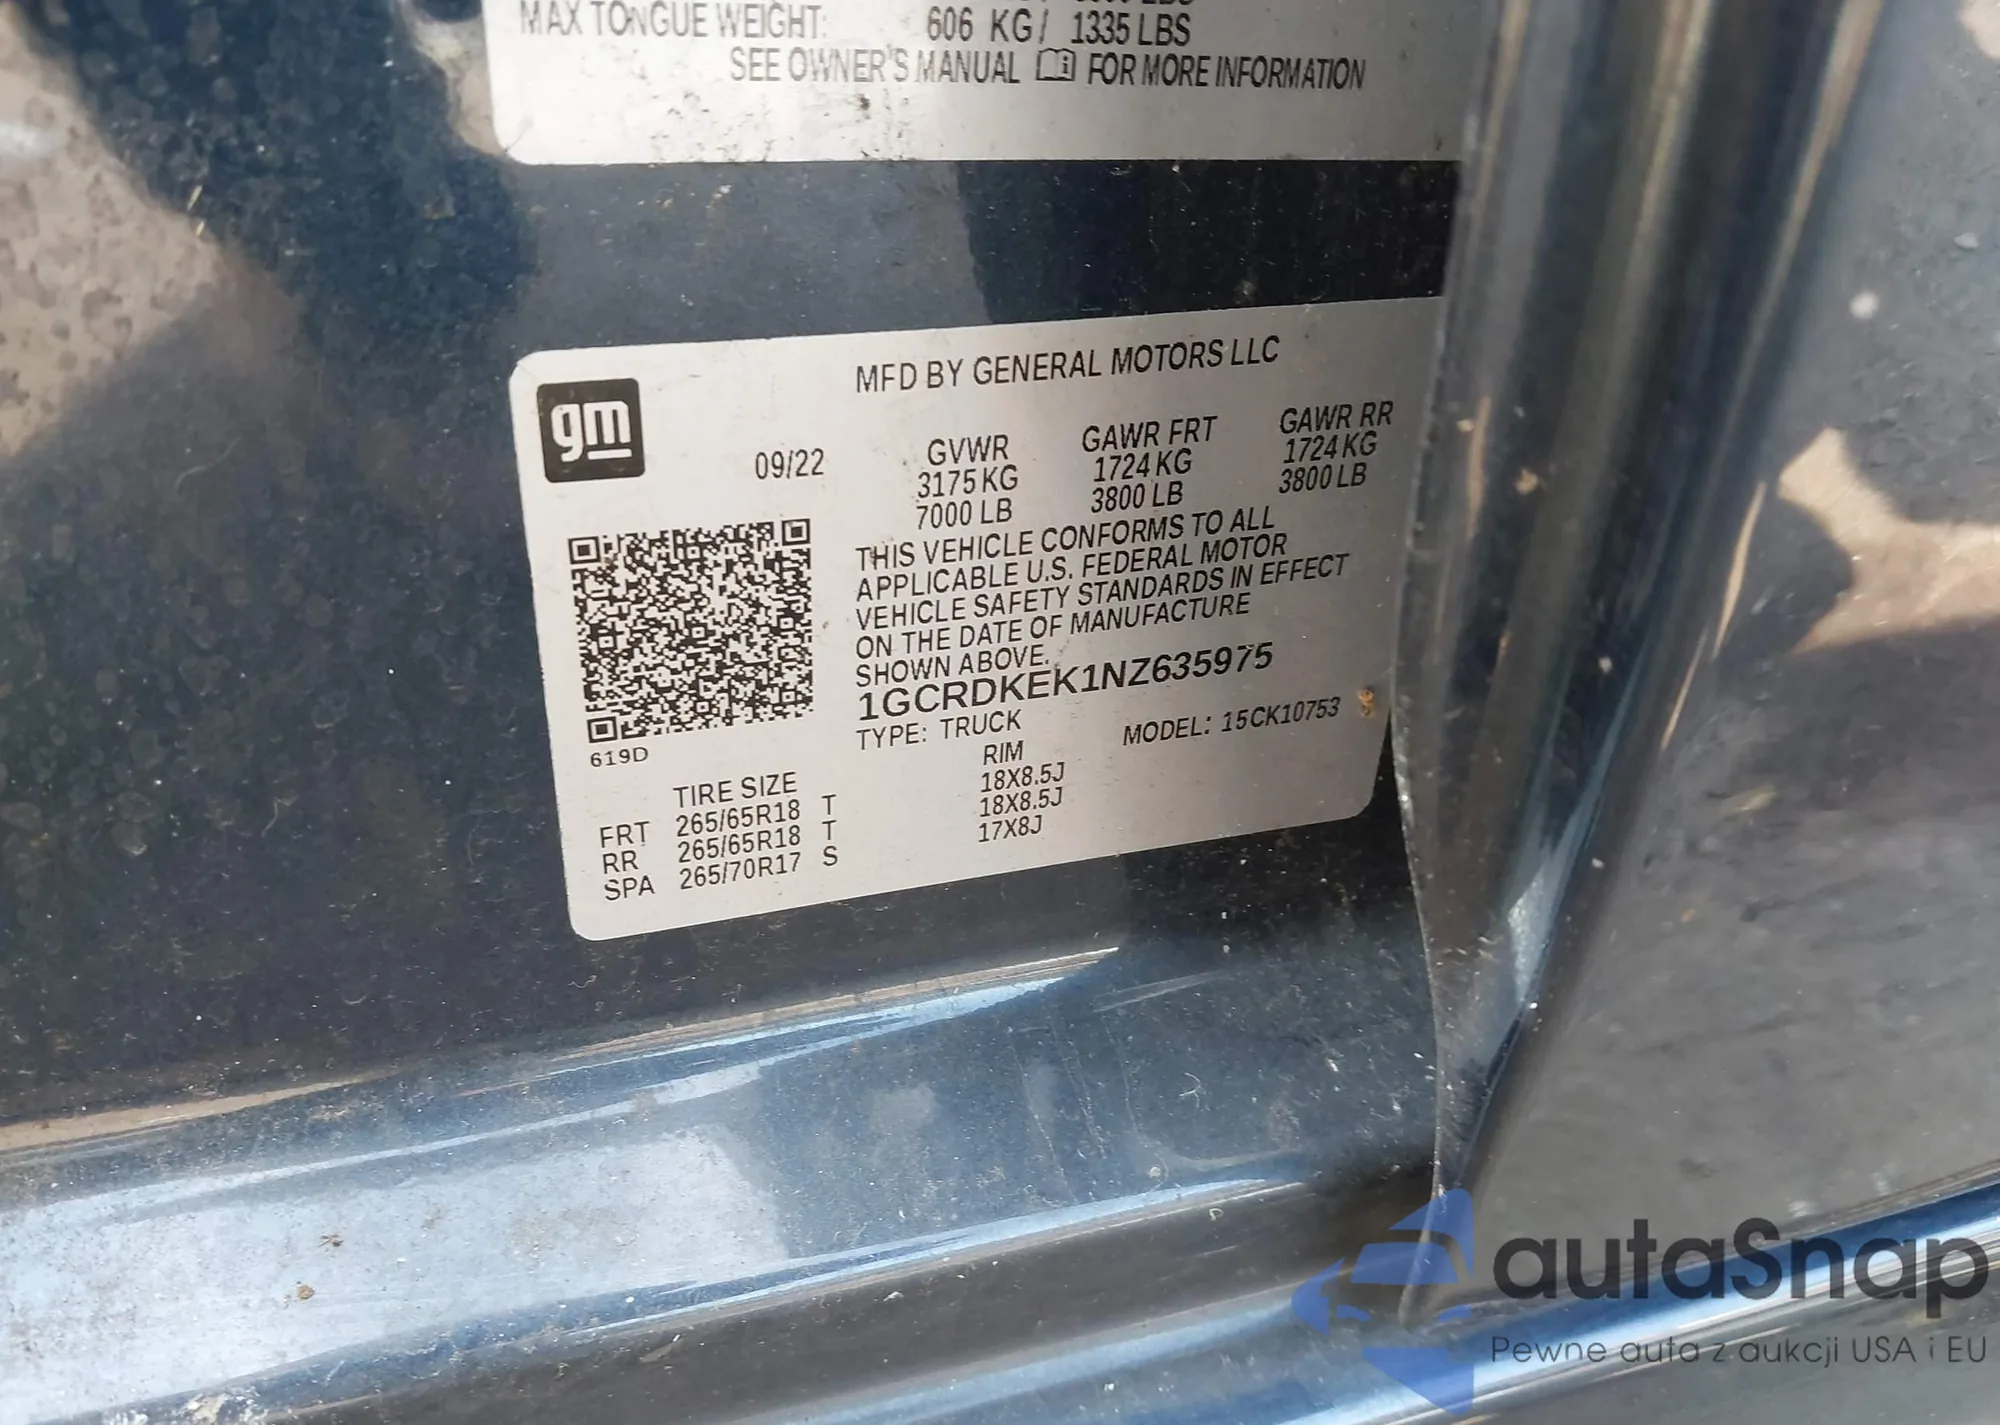 MAX TONGUE WEIGHT: 606 KG/ 1335 LBS
SEE OWNER'S MANUAL FOR MORE INFORMATION
gm
MFD BY GENERAL MOTORS LLC
09/22
GVWR GAWR FRT GAWR RR
3175 KG 1724 KG 1724 KG
7000 LB 3800 LB 3800 LB
THIS VEHICLE CONFORMS TO ALL
APPLICABLE U.S. FEDERAL MOTOR
VEHICLE SAFETY STANDARDS IN EFFECT
ON THE DATE OF MANUFACTURE
SHOWN ABOVE.
1GCRDKEK1NZ635975
TYPE: TRUCK MODEL: 15CK10753
619D
TIRE SIZE RIM
FRT 265/65R18 T 18X8.5J
RR 265/65R18 T 18X8.5J
SPA 265/70R17 S 17X8J
autaSnap
Pewne auta z aukcji USA i EU